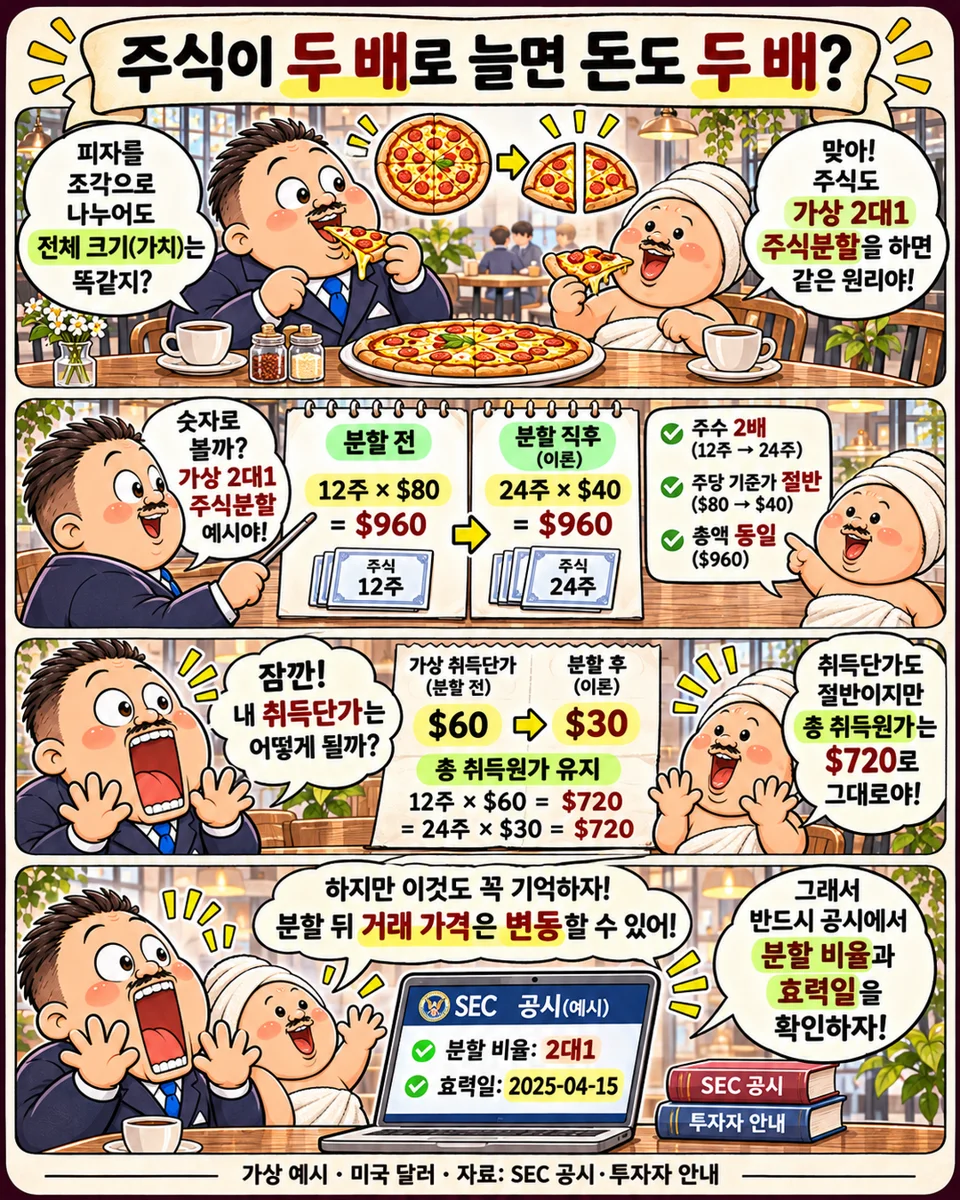 주식이 두 배로 늘면 돈도 두 배?
피자를
조각으로
나누어도
전체 크기(가치)는
똑같지?
맞아!
주식도
가상 2대1
주식분할을 하면
같은 원리야!
숫자로
볼까?
가상 2대1
주식분할
예시야!
분할 전
12주 × $80
= $960
주식
12주
분할 직후
(이론)
24주 × $40
= $960
주식
24주
주수 2배
(12주 → 24주)
주당 기준가 절반
($80 → $40)
총액 동일
($960)
잠깐!
내 취득단가는
어떻게 될까?
가상 취득단가
(분할 전)
분할 후
(이론)
$60
$30
총 취득원가 유지
12주 × $60 = $720
= 24주 × $30 = $720
취득단가도
절반이지만
총 취득원가는
$720로
그대로야!
하지만 이것도 꼭 기억하자!
분할 뒤 거래 가격은 변동할 수 있어!
그래서
반드시 공시에서
분할 비율과
효력일을
확인하자!
SEC 공시(예시)
분할 비율: 2대1
효력일: 2025-04-15
SEC 공시
투자자 안내
가상 예시 · 미국 달러 · 자료: SEC 공시·투자자 안내